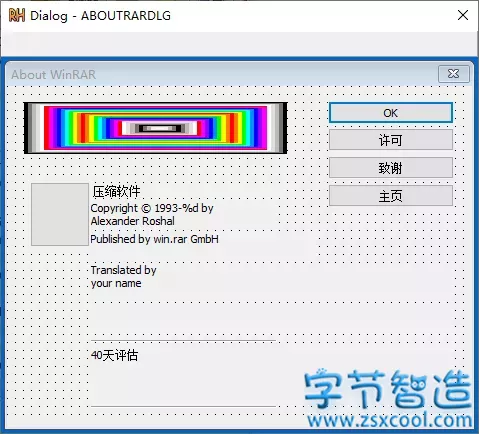 RH Dialog - ABOUTRARDLG
About WinRAR
OK
许可
致谢
主页
压缩软件
Copyright © 1993-%d by
Alexander Roshal
Published by win.rar GmbH
Translated by
your name
40天评估
字节智造
www.zsxcool.com